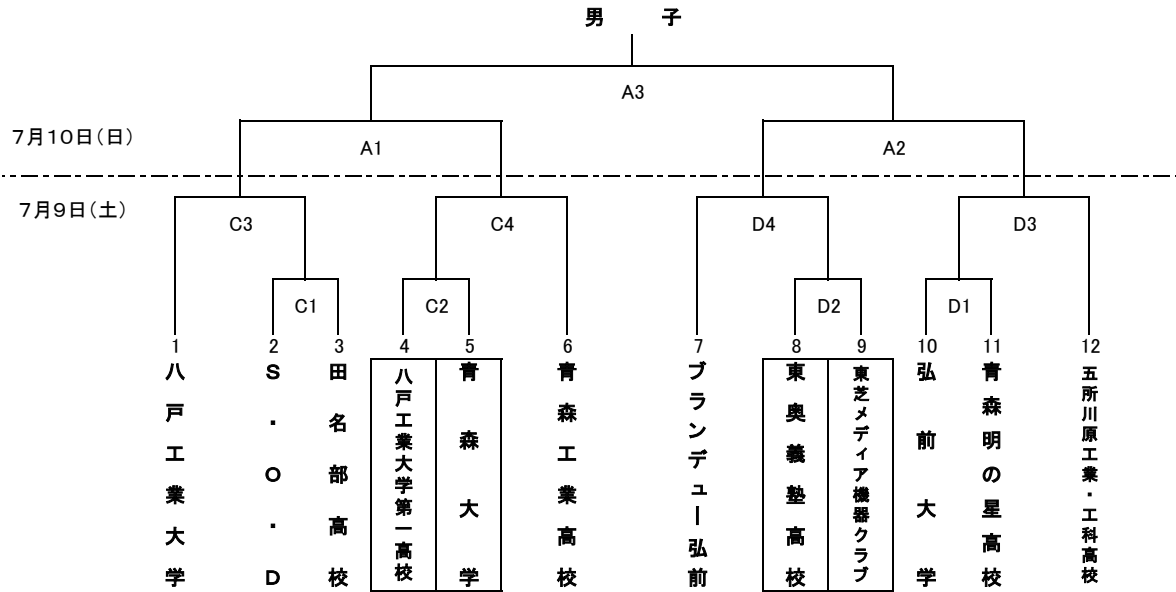 男 子
A3
7月10日(日)
A1
A2
7月9日(土)
C3
C4
D4
D3
C1
C2
D2
D1
1
2
3
4
5
6
7
8
9
10
11
12
八戸工業大学
S・O・D
田名部高校
八戸工業大学第一高校
青森大学
青森工業高校
ブランデュー弘前
東奥義塾高校
東芝メディア機器クラブ
弘前大学
青森明の星高校
五所川原工業・工科高校